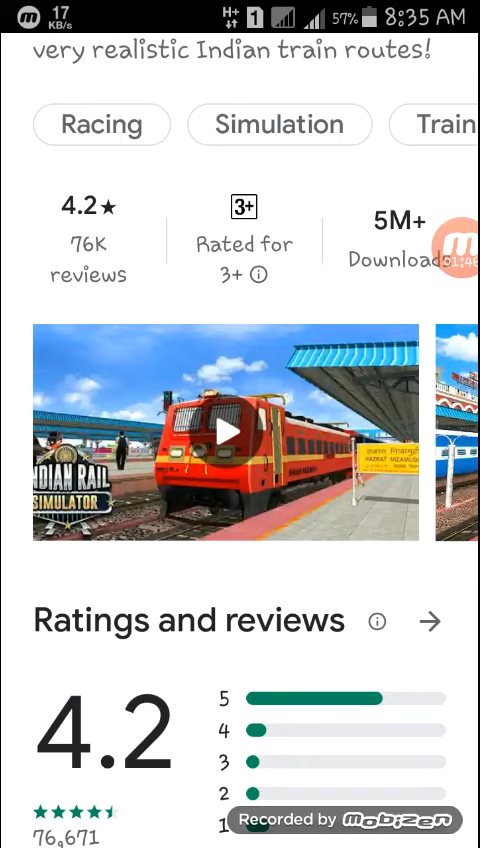 17
KB/s
H+
1
57%
8:35 AM
very realistic Indian train routes!
Racing
Simulation
Train
4.2★
76K
reviews
3+
Rated for
3+
5M+
Downloads
01:46
INDIAN RAIL
SIMULATOR
Ratings and reviews
4.2
5
4
3
2
1
76,671
Recorded by mobizen